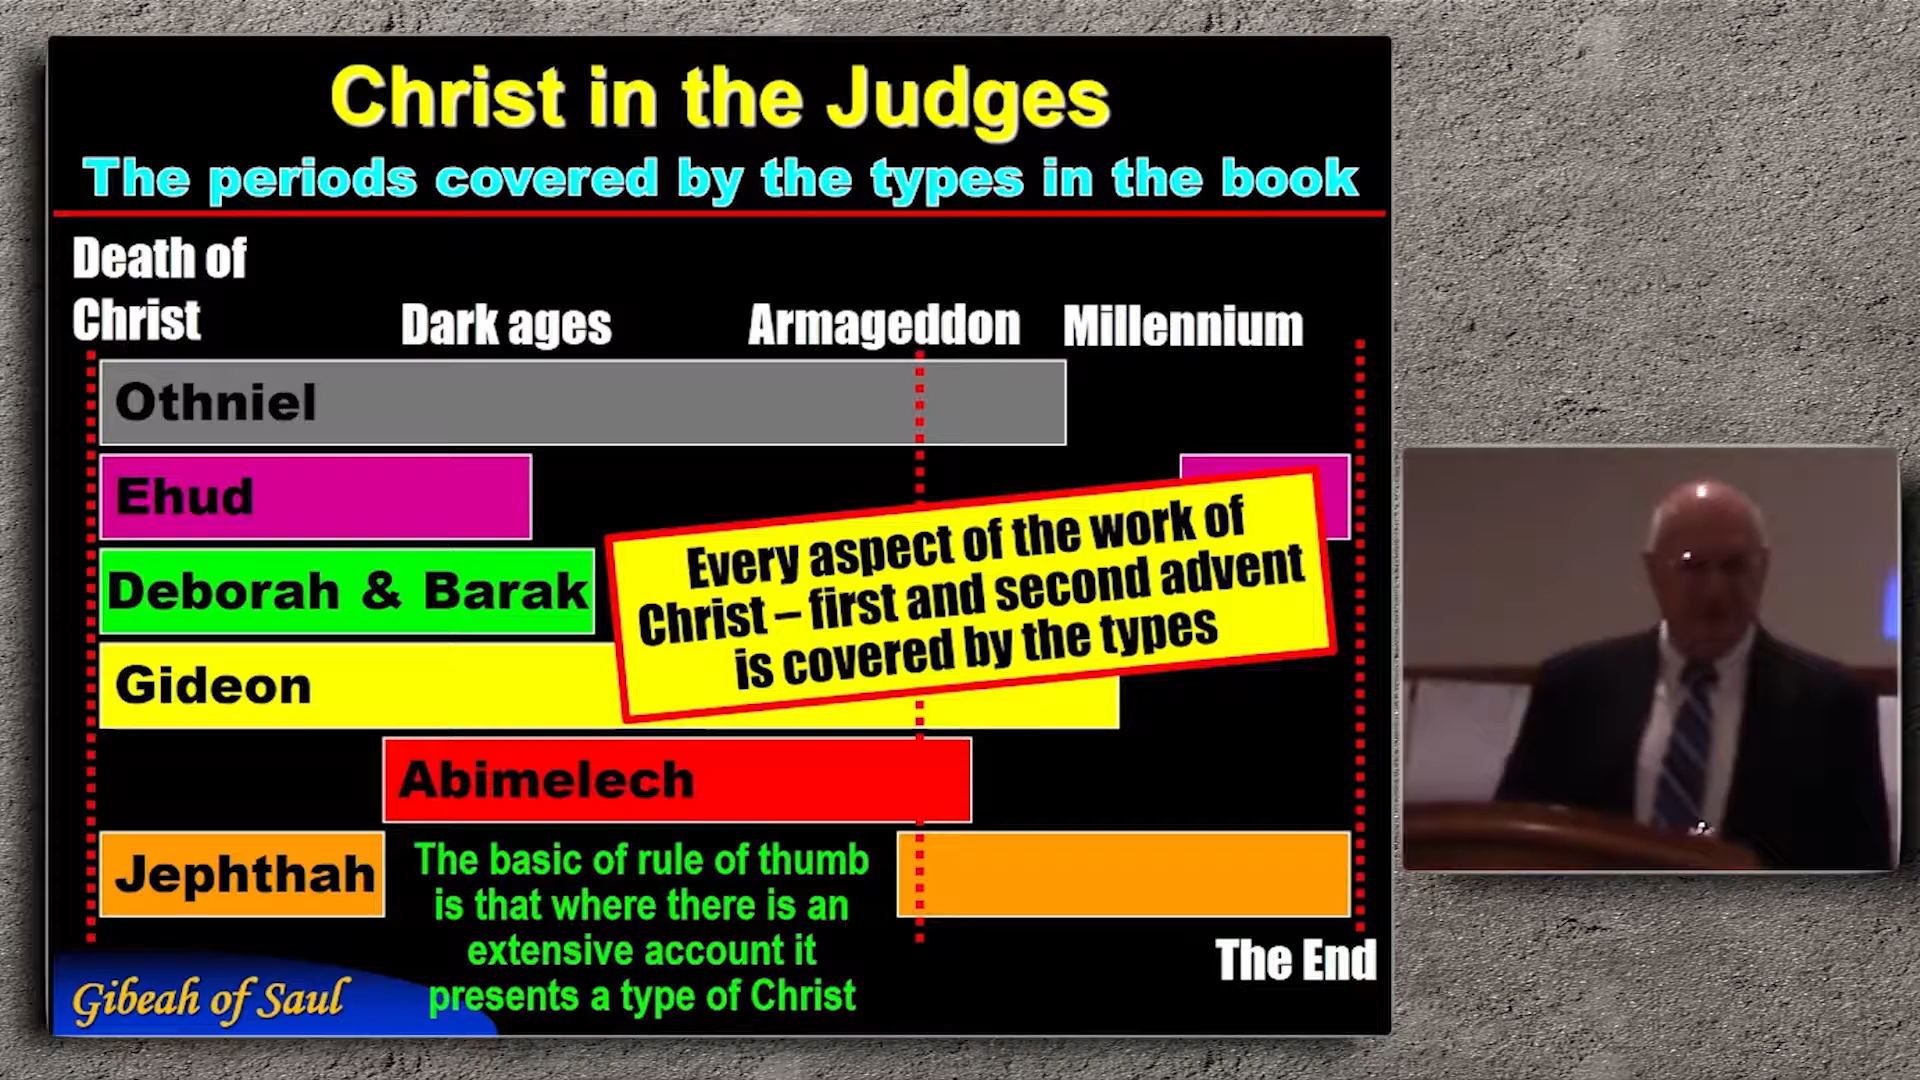 Christ in the Judges
The periods covered by the types in the book
Death of
Christ
Dark ages
Armageddon
Millennium
Othniel
Ehud
Deborah & Barak
Every aspect of the work of
Christ – first and second advent
is covered by the types
Gideon
Abimelech
Jephthah
The basic of rule of thumb
is that where there is an
extensive account it
presents a type of Christ
The End
Gibeah of Saul